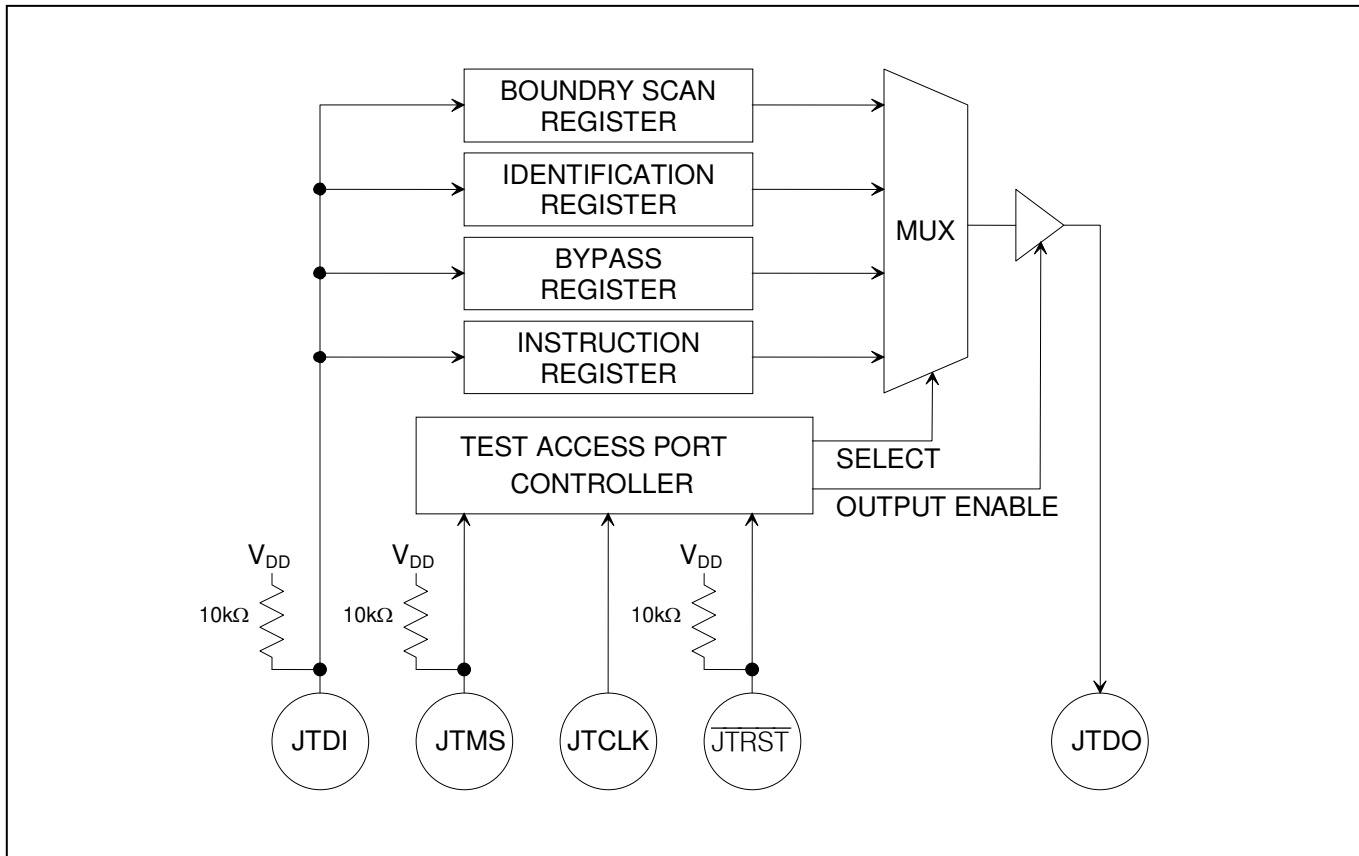 BOUNDRY SCAN
REGISTER
IDENTIFICATION
REGISTER
BYPASS
REGISTER
INSTRUCTION
REGISTER
MUX
TEST ACCESS PORT
CONTROLLER
SELECT
OUTPUT ENABLE
VDD
10kΩ
VDD
10kΩ
VDD
10kΩ
JTDI
JTMS
JTCLK
J̅T̅R̅S̅T̅
JTDO